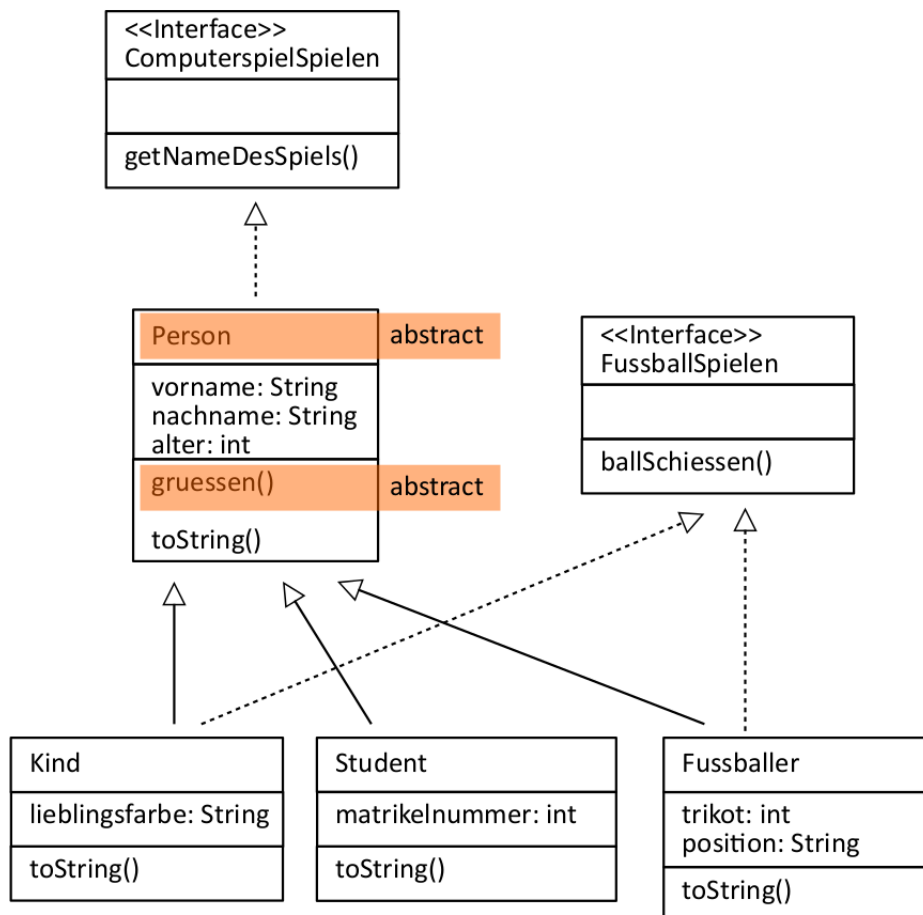 <<Interface>>
ComputerspielSpielen
getNameDesSpiels()
Person abstract
vorname: String
nachname: String
alter: int
gruessen() abstract
toString()
<<Interface>>
FussballSpielen
ballSchiessen()
Kind
lieblingsfarbe: String
toString()
Student
matrikelnummer: int
toString()
Fussballer
trikot: int
position: String
toString()